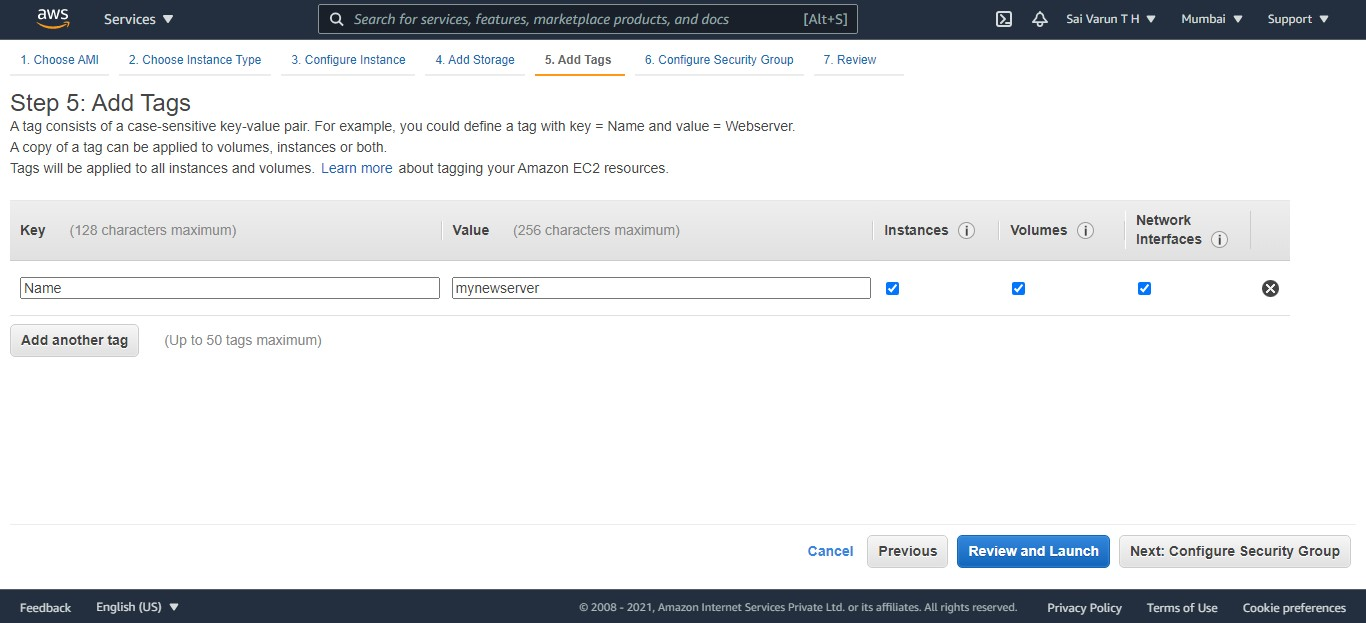 aws Services Search for services, features, marketplace products, and docs [Alt+S] Sai Varun T H Mumbai Support
1. Choose AMI 2. Choose Instance Type 3. Configure Instance 4. Add Storage 5. Add Tags 6. Configure Security Group 7. Review
Step 5: Add Tags
A tag consists of a case-sensitive key-value pair. For example, you could define a tag with key = Name and value = Webserver.
A copy of a tag can be applied to volumes, instances or both.
Tags will be applied to all instances and volumes. Learn more about tagging your Amazon EC2 resources.
Key (128 characters maximum) Value (256 characters maximum) Instances i Volumes i Network
Interfaces i
Name mynewserver
Add another tag (Up to 50 tags maximum)
Cancel Previous Review and Launch Next: Configure Security Group
Feedback English (US) © 2008 - 2021, Amazon Internet Services Private Ltd. or its affiliates. All rights reserved. Privacy Policy Terms of Use Cookie preferences